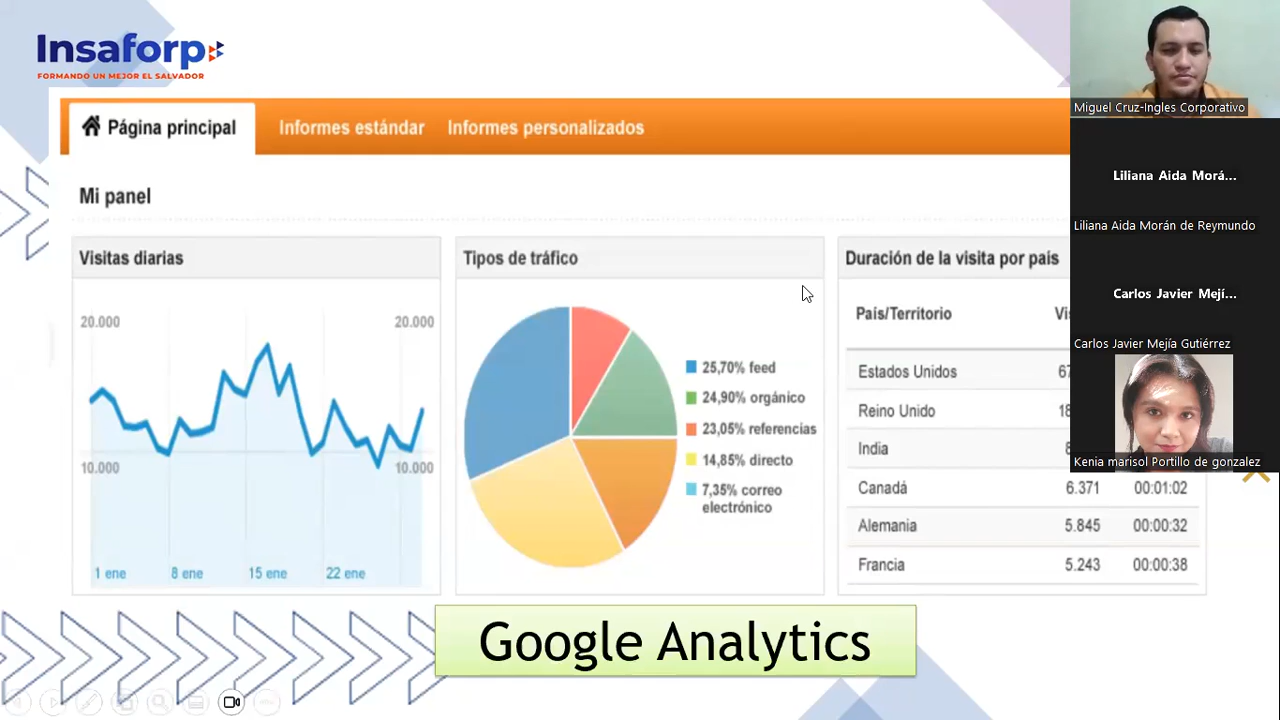 Insaforp
FORMANDO UN MEJOR EL SALVADOR
Página principal
Informes estándar
Informes personalizados
Mi panel
Visitas diarias
20.000
20.000
10.000
10.000
1 ene
8 ene
15 ene
22 ene
Tipos de tráfico
25,70% feed
24,90% orgánico
23,05% referencias
14,85% directo
7,35% correo
electrónico
Duración de la visita por país
País/Territorio
Estados Unidos
Reino Unido
India
Canadá 6.371 00:01:02
Alemania 5.845 00:00:32
Francia 5.243 00:00:38
Google Analytics
Miguel Cruz-Ingles Corporativo
Liliana Aida Morá...
Liliana Aida Morán de Reymundo
Carlos Javier Mejí...
Carlos Javier Mejía Gutiérrez
Kenia marisol Portillo de gonzalez